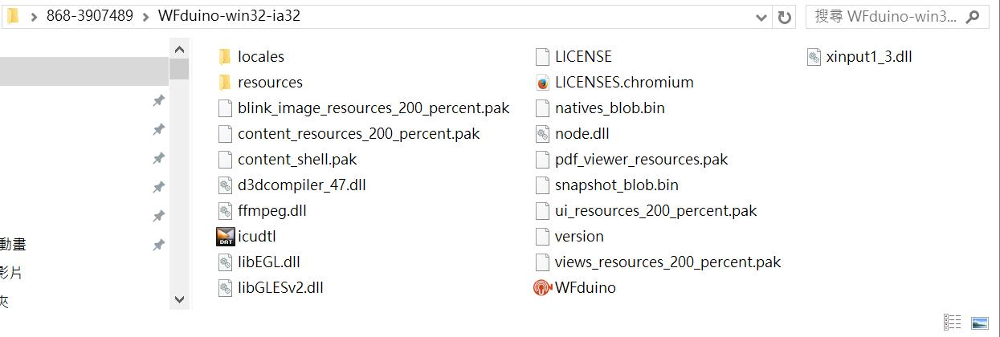 868-3907489 WFduino-win32-ia32
搜尋 WFduino-win3...
動畫
影片
夾
locales
resources
blink_image_resources_200_percent.pak
content_resources_200_percent.pak
content_shell.pak
d3dcompiler_47.dll
ffmpeg.dll
icudtl
libEGL.dll
libGLESv2.dll
LICENSE
LICENSES.chromium
natives_blob.bin
node.dll
pdf_viewer_resources.pak
snapshot_blob.bin
ui_resources_200_percent.pak
version
views_resources_200_percent.pak
WFduino
xinput1_3.dll